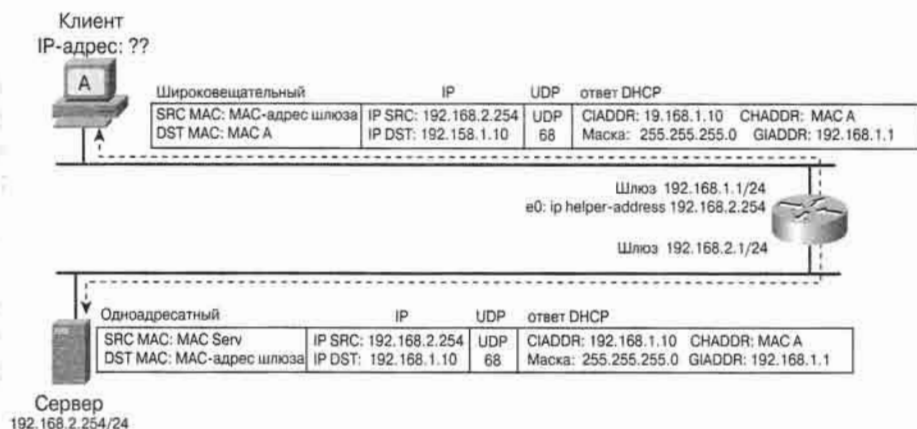 Клиент
IP-адрес: ??
A
Широковещательный IP UDP ответ DHCP
SRC MAC: MAC-адрес шлюза IP SRC: 192.168.2.254 UDP CIADDR: 19.168.1.10 CHADDR: MAC A
DST MAC: MAC A IP DST: 192.158.1.10 68 Маска: 255.255.255.0 GIADDR: 192.168.1.1
Шлюз 192.168.1.1/24
e0: ip helper-address 192.168.2.254
Шлюз 192.168.2.1/24
Одноадресатный IP UDP ответ DHCP
SRC MAC: MAC Serv IP SRC: 192.168.2.254 UDP CIADDR: 192.168.1.10 CHADDR: MAC A
DST MAC: MAC-адрес шлюза IP DST: 192.168.1.10 68 Маска: 255.255.255.0 GIADDR: 192.168.1.1
Сервер
192.168.2.254/24